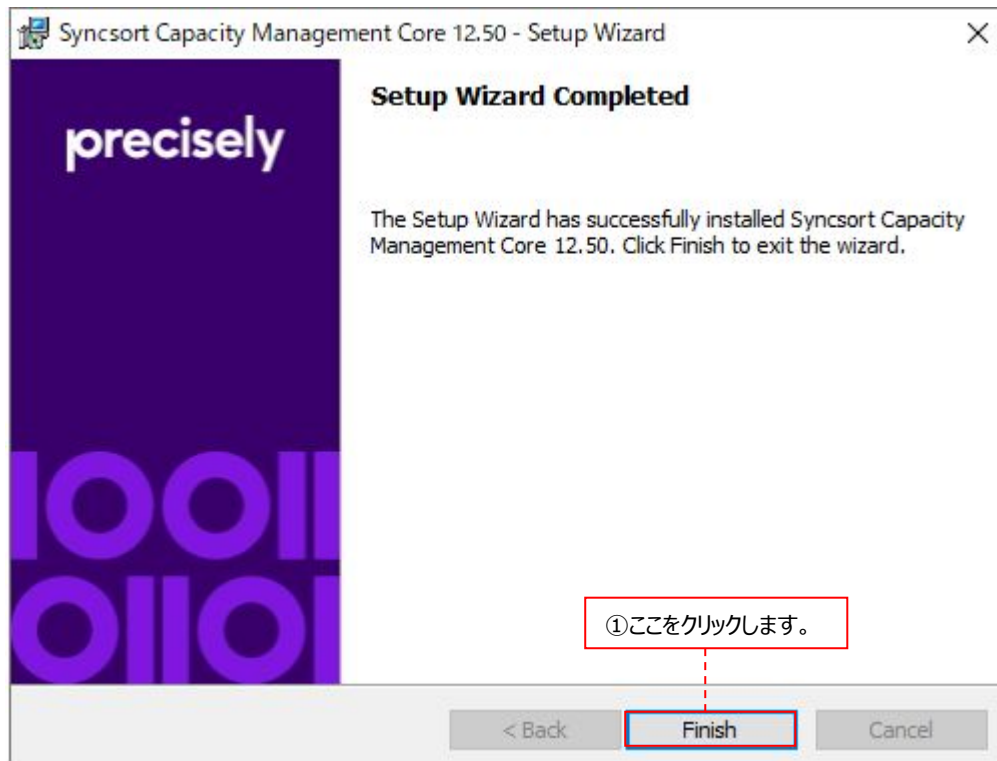 Syncsort Capacity Management Core 12.50 - Setup Wizard
precisely
Setup Wizard Completed
The Setup Wizard has successfully installed Syncsort Capacity
Management Core 12.50. Click Finish to exit the wizard.
①ここをクリックします。
< Back
Finish
Cancel